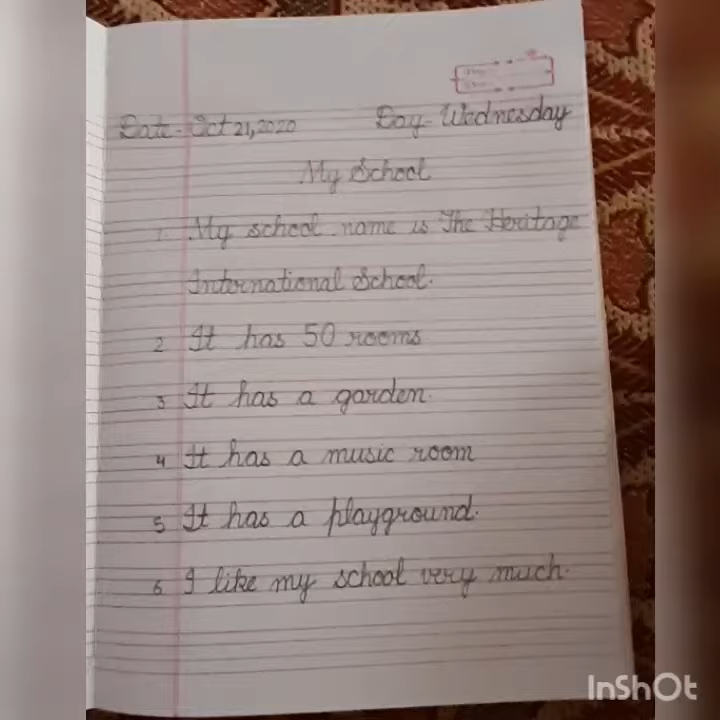 Date - Oct 21, 2020 Day - Wednesday
My School
1. My school name is The Heritage
International School.
2 It has 50 rooms
3 It has a garden.
4 It has a music room
5 It has a playground.
6 I like my school very much.
InShOt